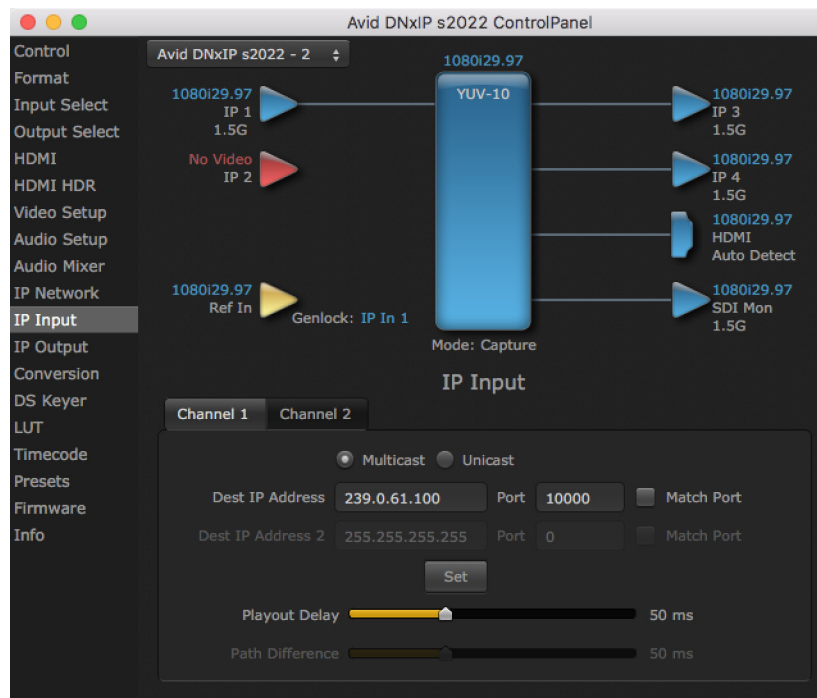 Avid DNxIP s2022 ControlPanel
Control
Format
Input Select
Output Select
HDMI
HDMI HDR
Video Setup
Audio Setup
Audio Mixer
IP Network
IP Input
IP Output
Conversion
DS Keyer
LUT
Timecode
Presets
Firmware
Info
Avid DNxIP s2022 - 2
1080i29.97
YUV-10
1080i29.97
IP 1
1.5G
No Video
IP 2
1080i29.97
Ref In
Genlock: IP In 1
1080i29.97
IP 3
1.5G
1080i29.97
IP 4
1.5G
1080i29.97
HDMI
Auto Detect
1080i29.97
SDI Mon
1.5G
Mode: Capture
IP Input
Channel 1 Channel 2
Multicast Unicast
Dest IP Address 239.0.61.100 Port 10000 Match Port
Dest IP Address 2 255.255.255.255 Port 0 Match Port
Set
Playout Delay 50 ms
Path Difference 50 ms